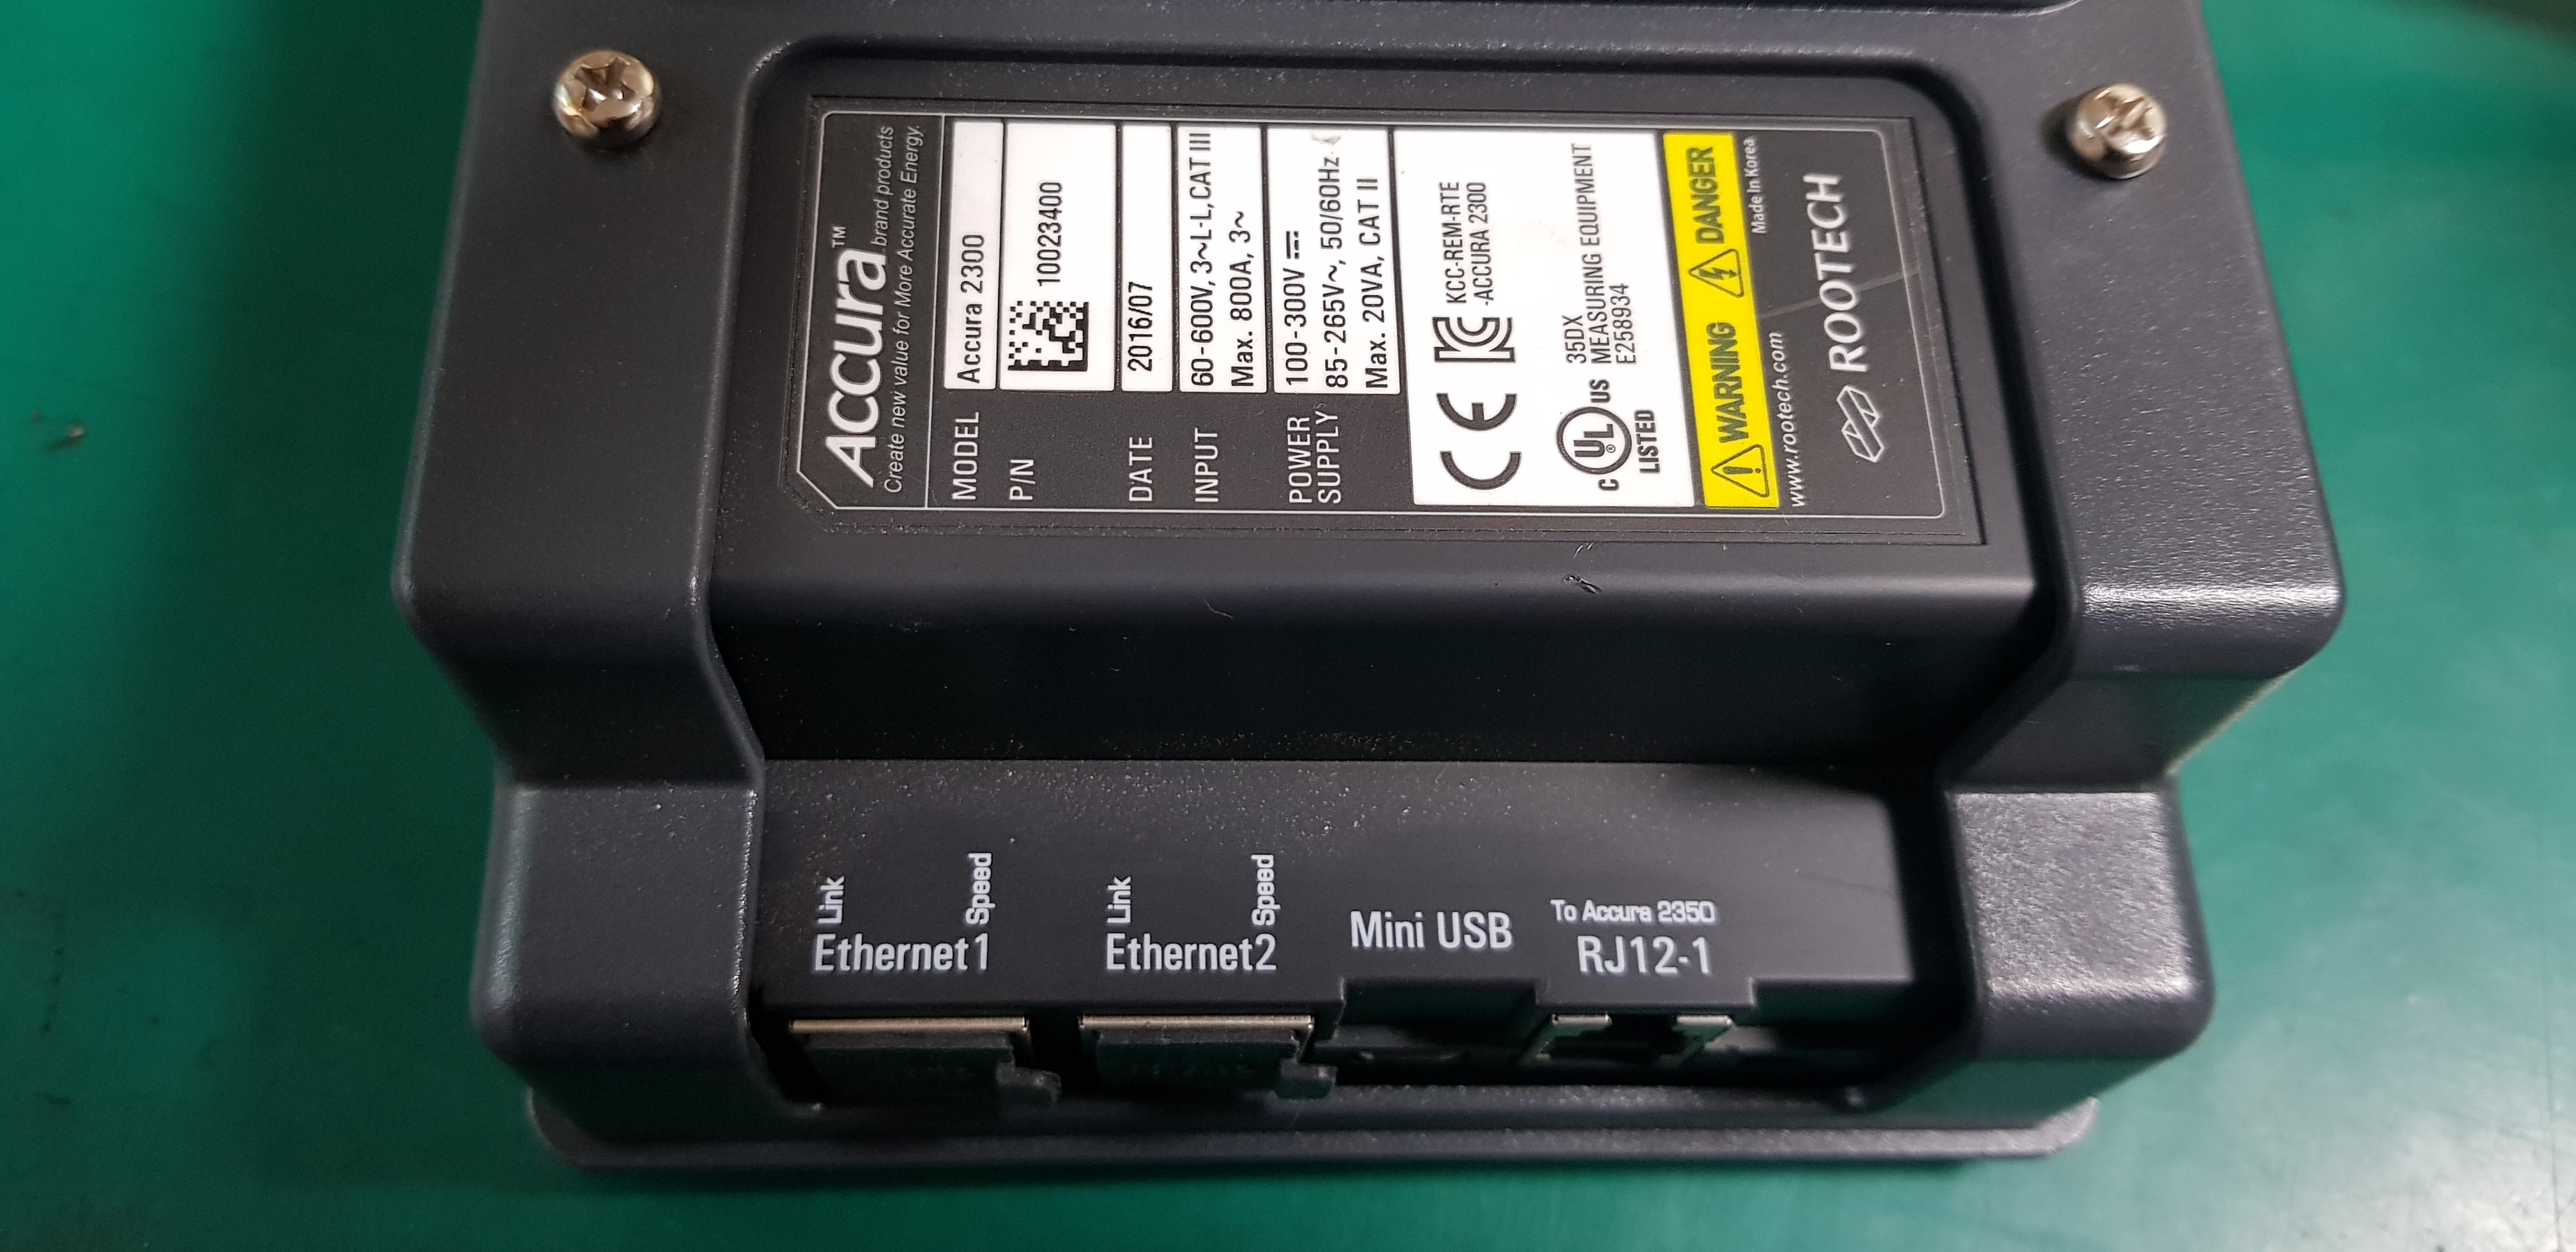 Accura™
brand products
Create new value for More Accurate Energy.
MODEL Accura 2300
P/N 10023400
DATE 2016/07
INPUT 60-600V, 3~L-L, CAT III
Max. 800A, 3~
POWER SUPPLY 100-300V ⎓
85-265V~, 50/60Hz
Max. 20VA, CAT II
CE KC KCC-REM-RTE
-ACCURA 2300
C UL US LISTED
35DX
MEASURING EQUIPMENT
E258934
WARNING DANGER
www.rootech.com Made In Korea
ROOTECH
Link Speed
Ethernet1
Link Speed
Ethernet2
Mini USB
To Accura 2350
RJ12-1